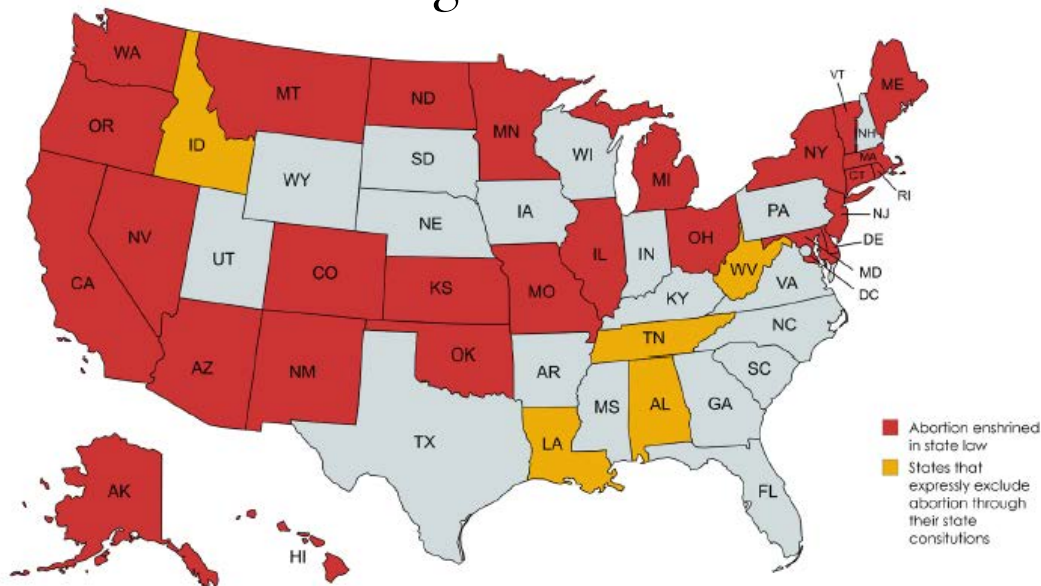 WA
MT
ND
MN
VT
ME
OR
ID
SD
WI
NH
NY
MA
WY
MI
CT
RI
IA
PA
NE
NJ
NV
UT
IL
IN
OH
DE
CO
WV
MD
CA
KS
MO
VA
DC
KY
NC
TN
OK
AZ
NM
AR
SC
MS
AL
GA
TX
LA
FL
AK
HI
Abortion enshrined
in state law
States that
expressly exclude
abortion through
their state
consitutions